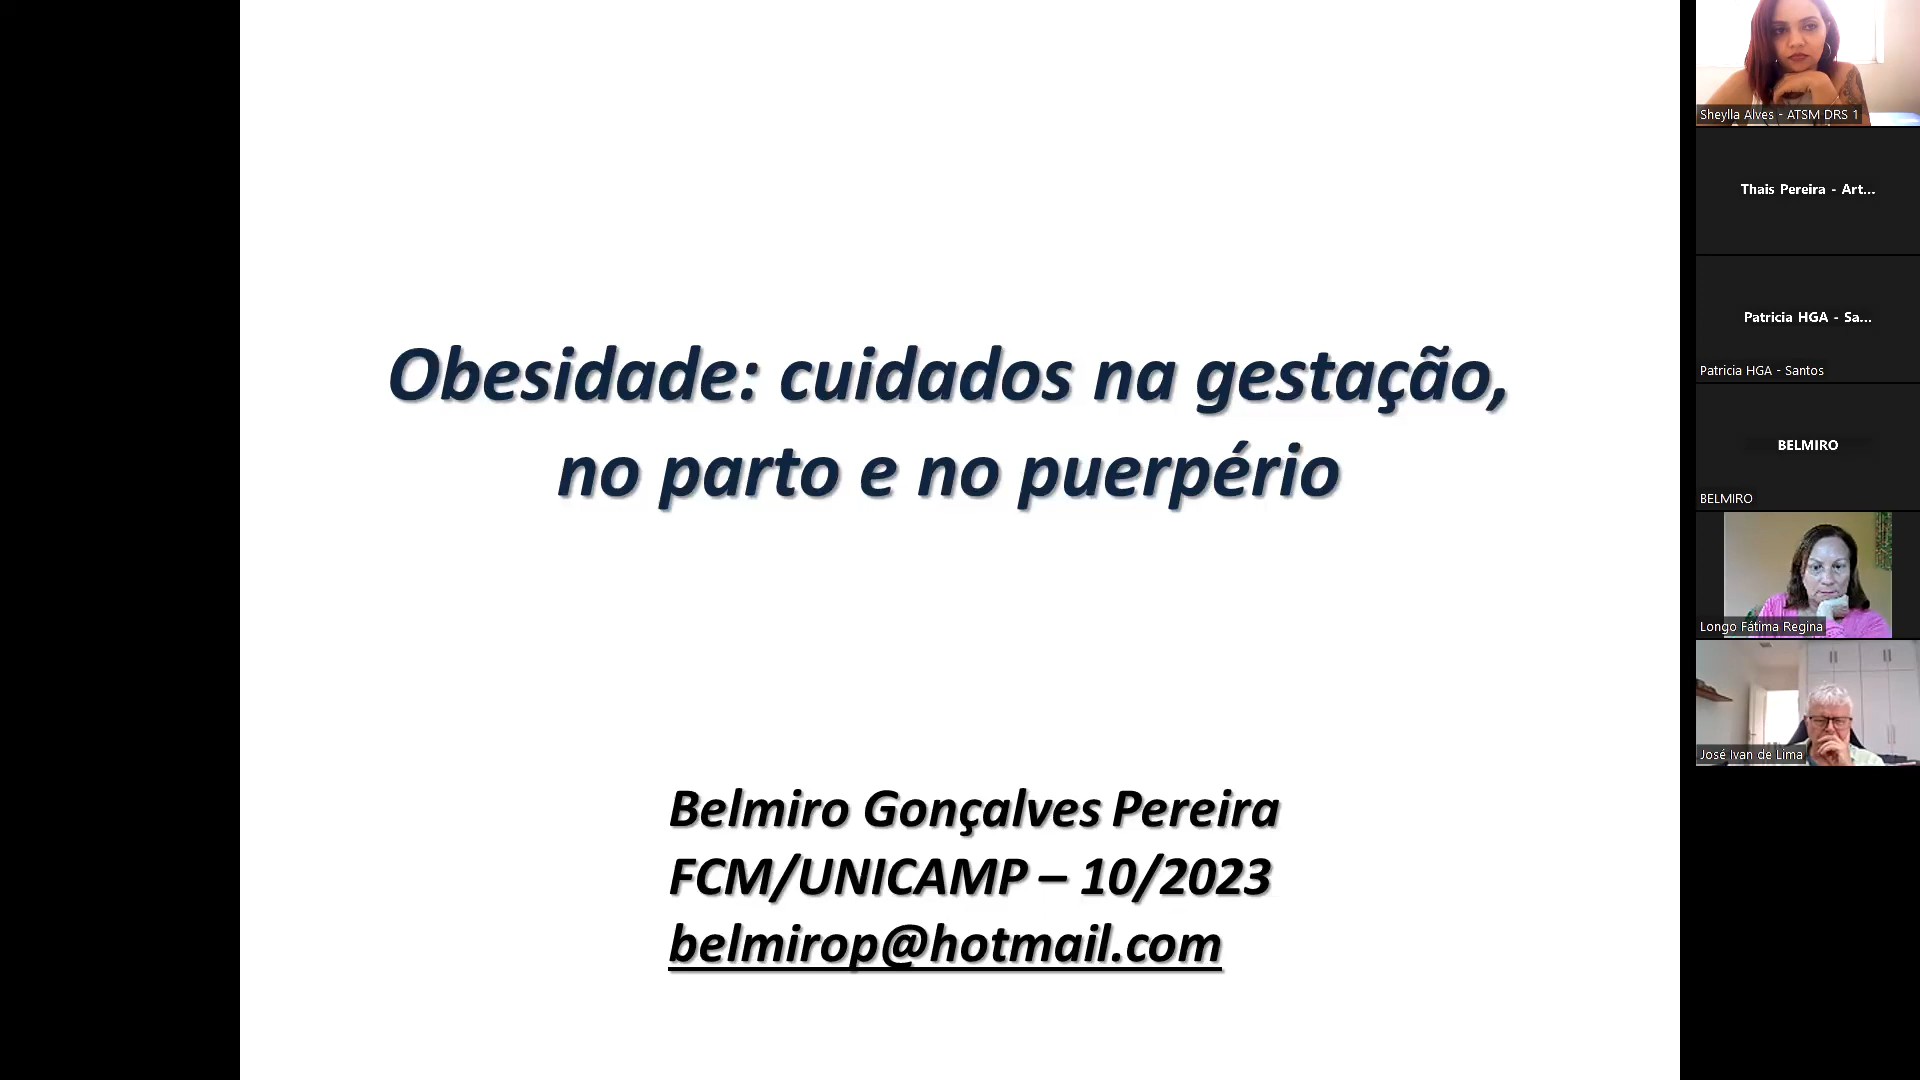 Obesidade: cuidados na gestação,
no parto e no puerpério
Belmiro Gonçalves Pereira
FCM/UNICAMP – 10/2023
belmirop@hotmail.com
Sheylla Alves - ATSM DRS 1
Thais Pereira - Art...
Patricia HGA - Sa...
Patricia HGA - Santos
BELMIRO
BELMIRO
Longo Fátima Regina
José Ivan de Lima